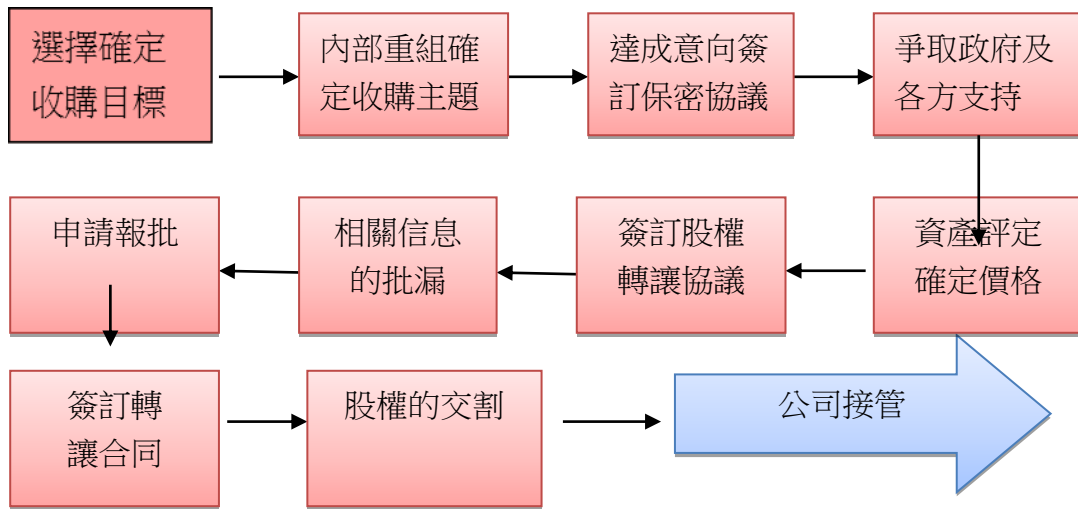 選擇確定
收購目標
內部重組確
定收購主題
達成意向簽
訂保密協議
爭取政府及
各方支持
資產評定
確定價格
簽訂股權
轉讓協議
相關信息
的批漏
申請報批
簽訂轉
讓合同
股權的交割
公司接管